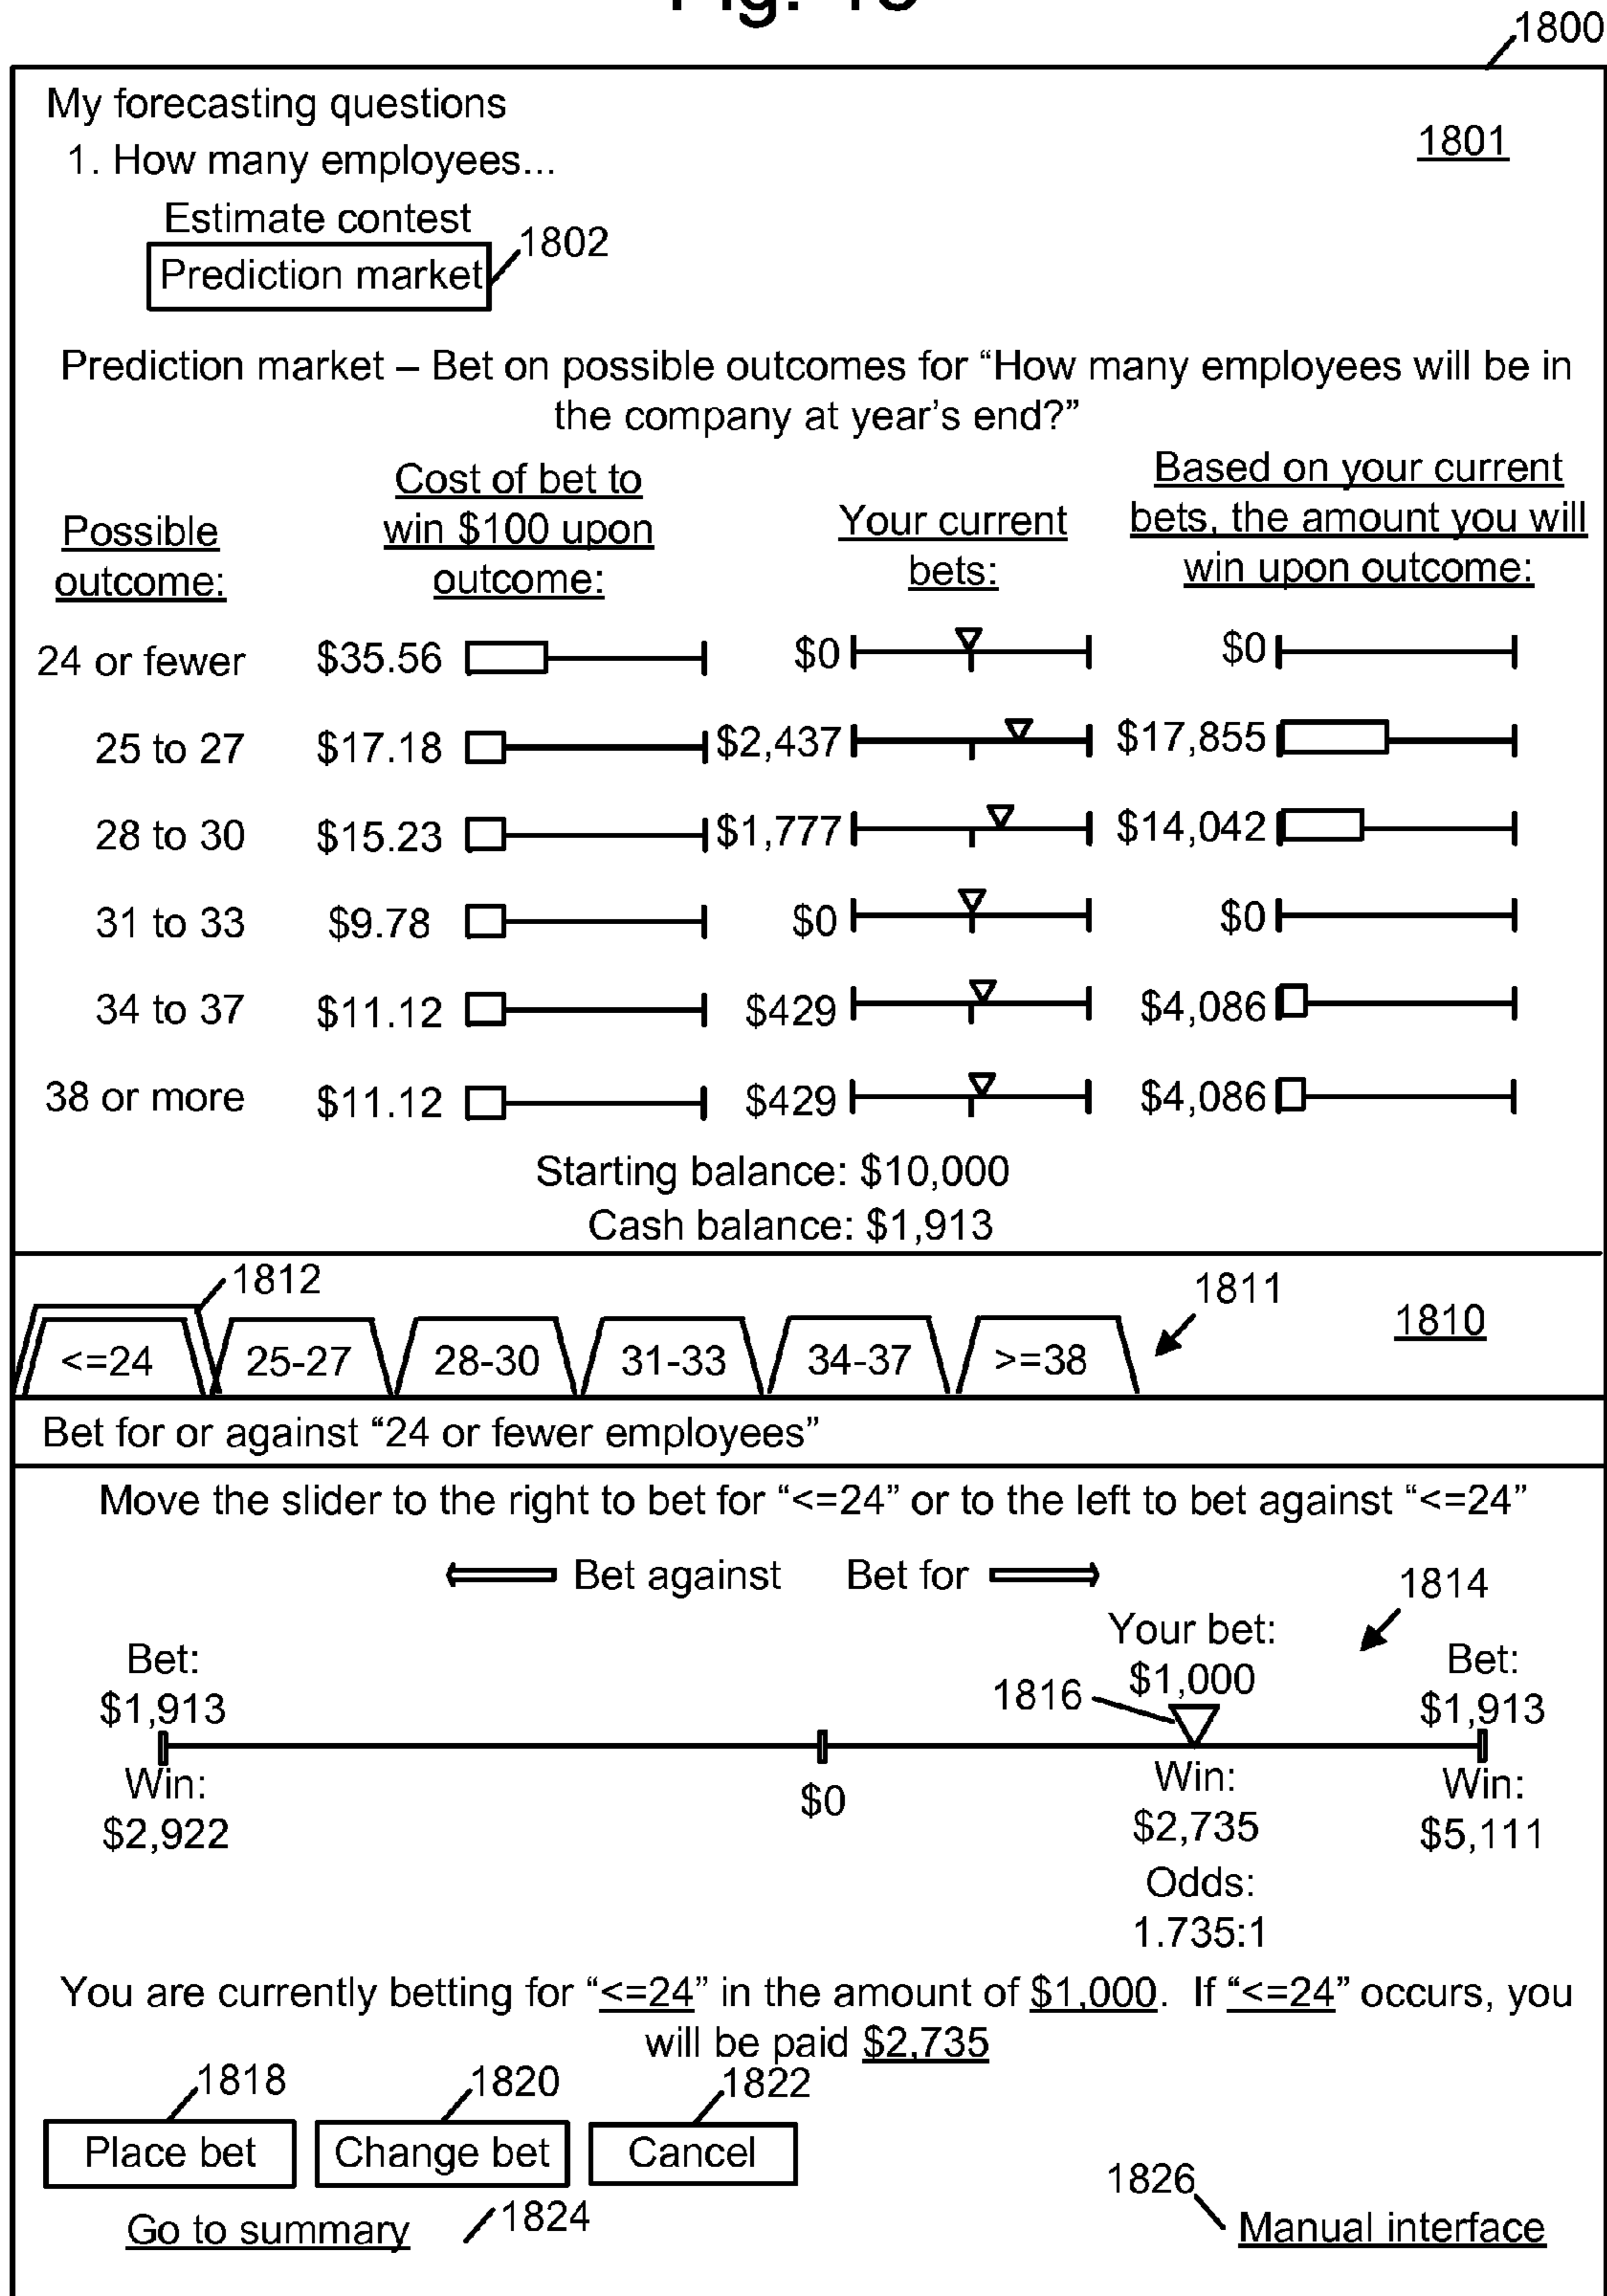 1800
My forecasting questions
1801
1. How many employees...
Estimate contest
1802
Prediction market
Prediction market – Bet on possible outcomes for “How many employees will be in
the company at year’s end?”
Possible
outcome:
Cost of bet to
win $100 upon
outcome:
Your current
bets:
Based on your current
bets, the amount you will
win upon outcome:
24 or fewer $35.56 $0 $0
25 to 27 $17.18 $2,437 $17,855
28 to 30 $15.23 $1,777 $14,042
31 to 33 $9.78 $0 $0
34 to 37 $11.12 $429 $4,086
38 or more $11.12 $429 $4,086
Starting balance: $10,000
Cash balance: $1,913
1812
1811
1810
<=24 25-27 28-30 31-33 34-37 >=38
Bet for or against “24 or fewer employees”
Move the slider to the right to bet for “<=24” or to the left to bet against “<=24”
Bet against Bet for
1814
Bet:
$1,913
Win:
$2,922
$0
1816
Your bet:
$1,000
Win:
$2,735
Odds:
1.735:1
Bet:
$1,913
Win:
$5,111
You are currently betting for “<=24” in the amount of $1,000. If “<=24” occurs, you
will be paid $2,735
1818 1820 1822
Place bet Change bet Cancel
1826
Go to summary 1824 Manual interface